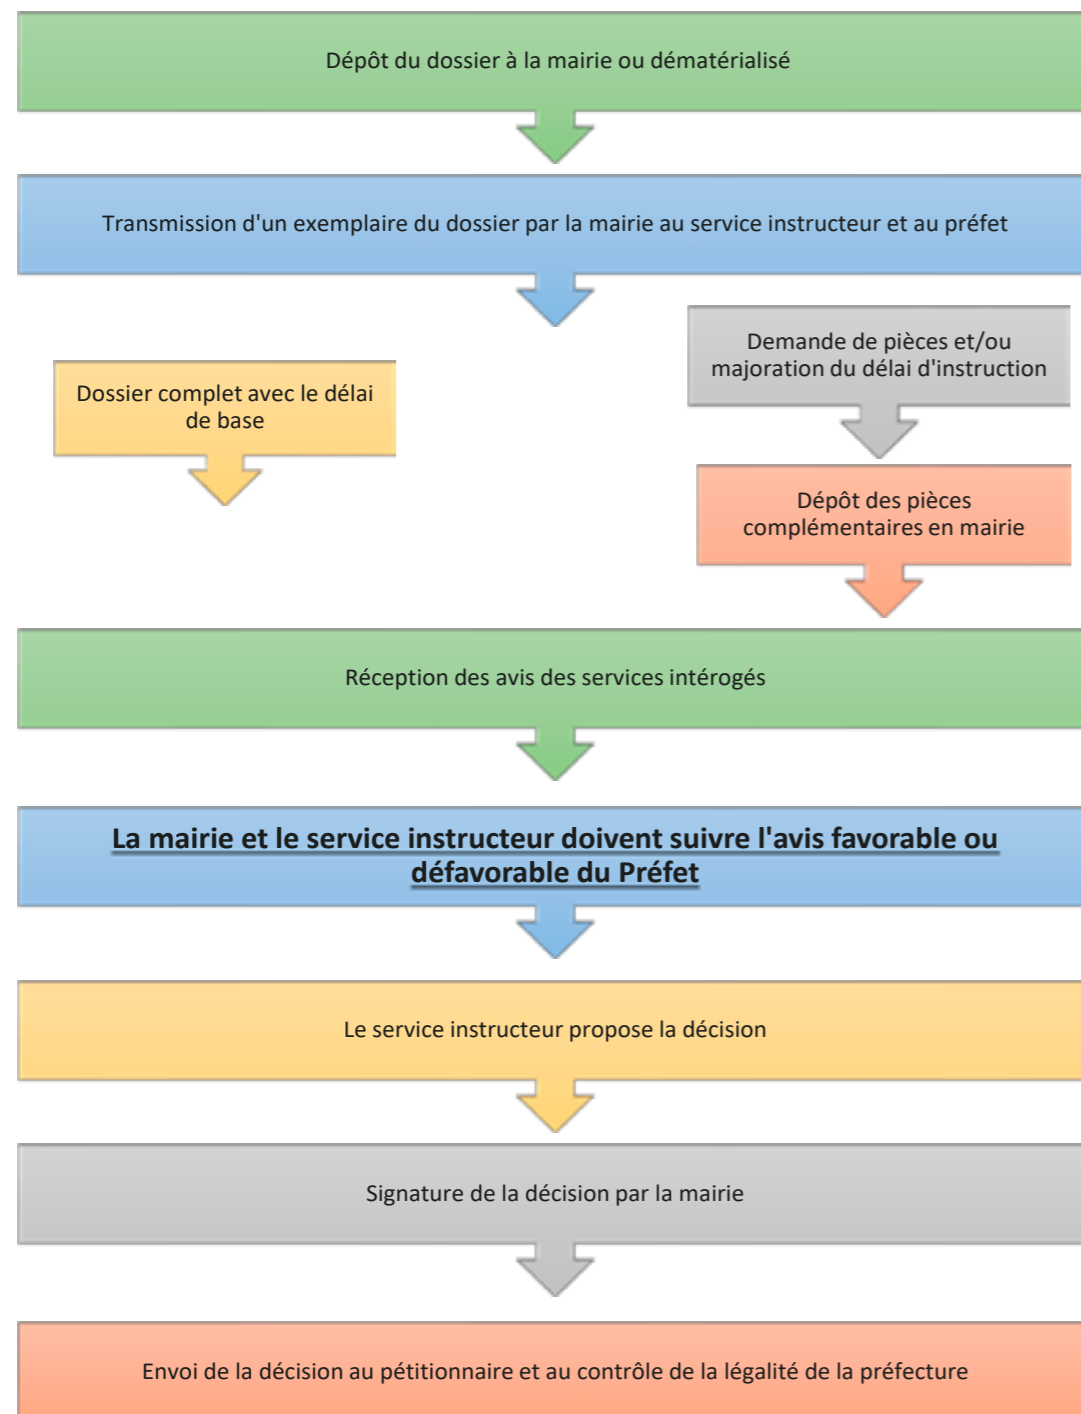 Dépôt du dossier à la mairie ou dématérialisé
Transmission d'un exemplaire du dossier par la mairie au service instructeur et au préfet
Demande de pièces et/ou
majoration du délai d'instruction
Dossier complet avec le délai
de base
Dépôt des pièces
complémentaires en mairie
Réception des avis des services intérogés
La mairie et le service instructeur doivent suivre l'avis favorable ou
défavorable du Préfet
Le service instructeur propose la décision
Signature de la décision par la mairie
Envoi de la décision au pétitionnaire et au contrôle de la légalité de la préfecture